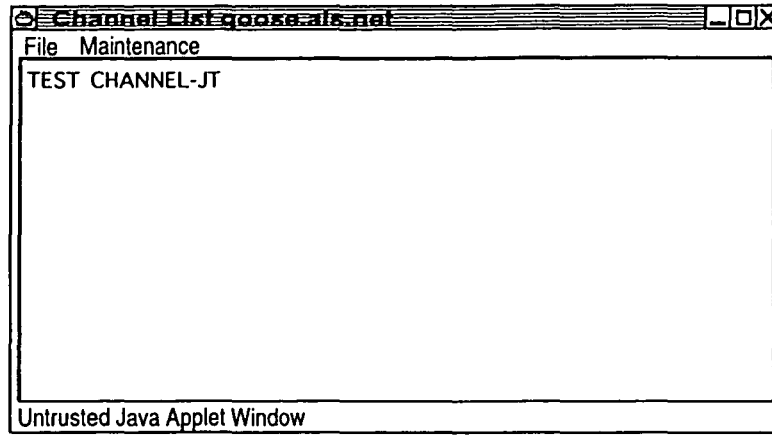 Channel List goose.als.net
File Maintenance
TEST CHANNEL-JT
Untrusted Java Applet Window